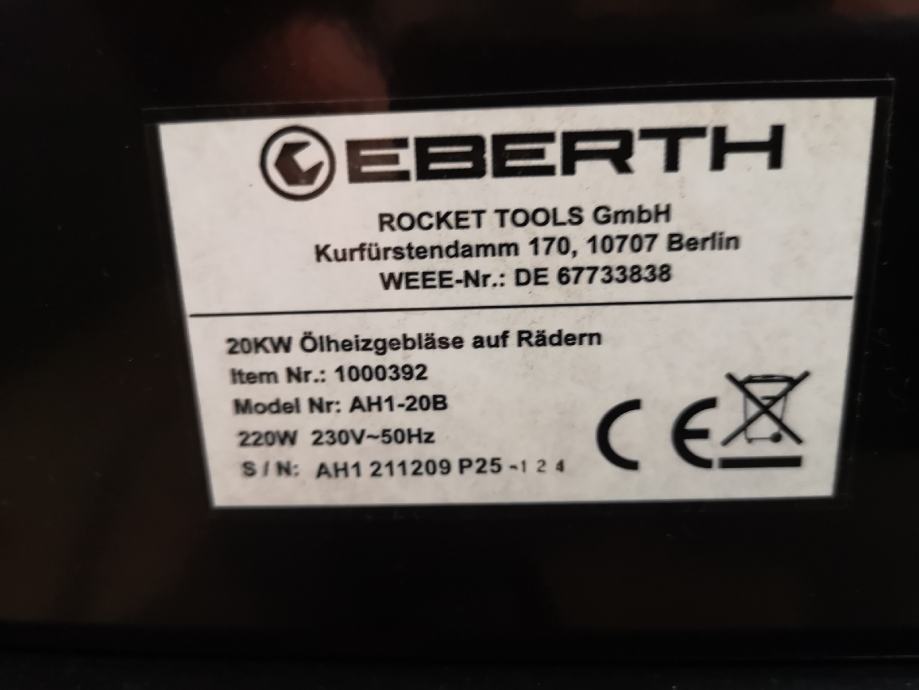 EBERTH
ROCKET TOOLS GmbH
Kurfürstendamm 170, 10707 Berlin
WEEE-Nr.: DE 67733838
20KW Ölheizgebläse auf Rädern
Item Nr.: 1000392
Model Nr: AH1-20B
220W 230V~50Hz
S/N: AH1 211209 P25 -1 2 4
CE